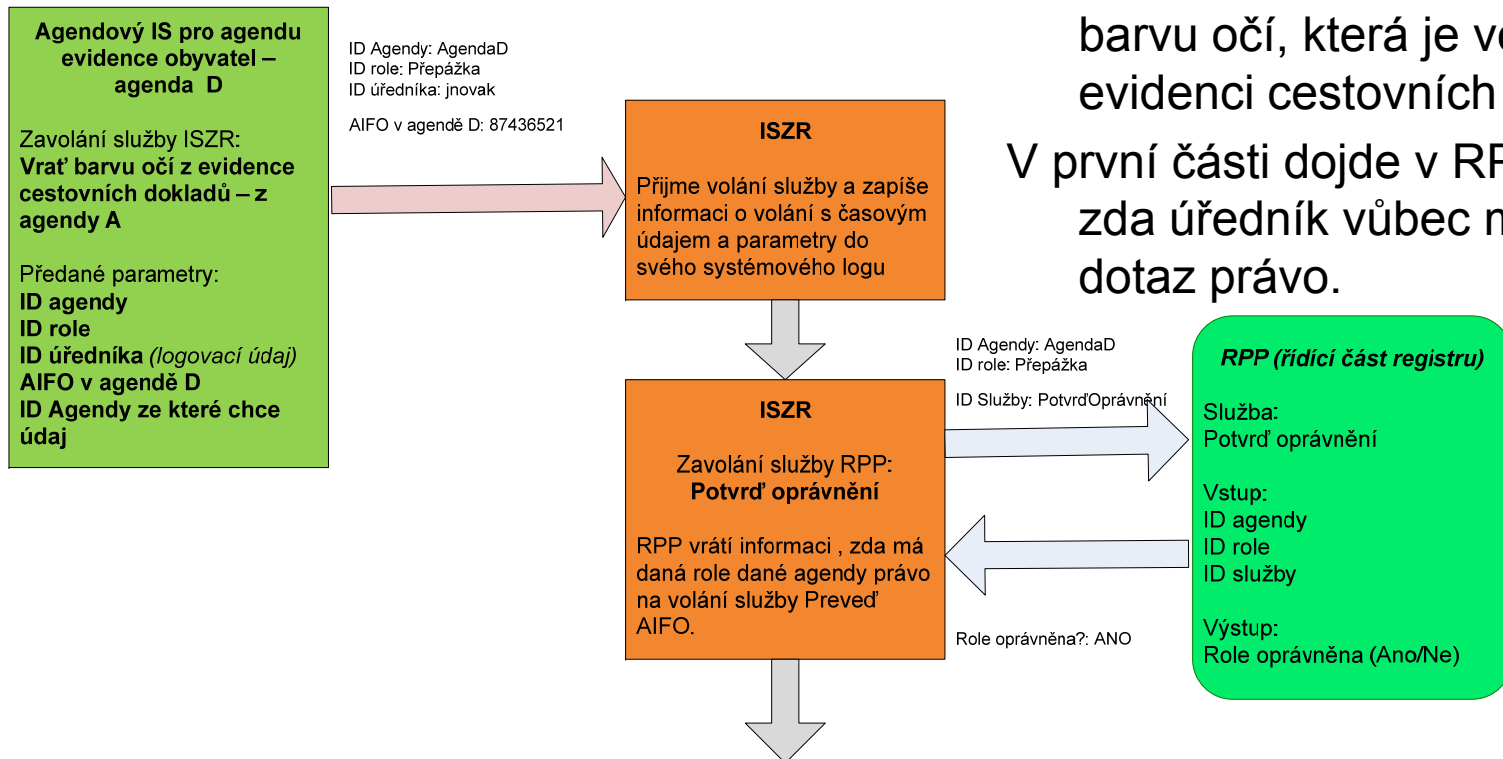 Agendový IS pro agendu
evidence obyvatel –
agenda D
Zavolání služby ISZR:
Vrať barvu očí z evidence
cestovních dokladů – z
agendy A
Předané parametry:
ID agendy
ID role
ID úředníka (logovací údaj)
AIFO v agendě D
ID Agendy ze které chce
údaj
ID Agendy: AgendaD
ID role: Přepážka
ID úředníka: jnovak
AIFO v agendě D: 87436521
ISZR
Přijme volání služby a zapíše
informaci o volání s časovým
údajem a parametry do
svého systémového logu
barvu očí, která je
evidenci cestovních
V první části dojde v
zda úředník vůbec
dotaz právo.
ISZR
Zavolání služby RPP:
Potvrď oprávnění
RPP vrátí informaci , zda má
daná role dané agendy právo
na volání služby Preveď
AIFO.
ID Agendy: AgendaD
ID role: Přepážka
ID Služby: PotvrďOprávnění
Role oprávněna?: ANO
RPP (řídící část registru)
Služba:
Potvrď oprávnění
Vstup:
ID agendy
ID role
ID služby
Výstup:
Role oprávněna (Ano/Ne)